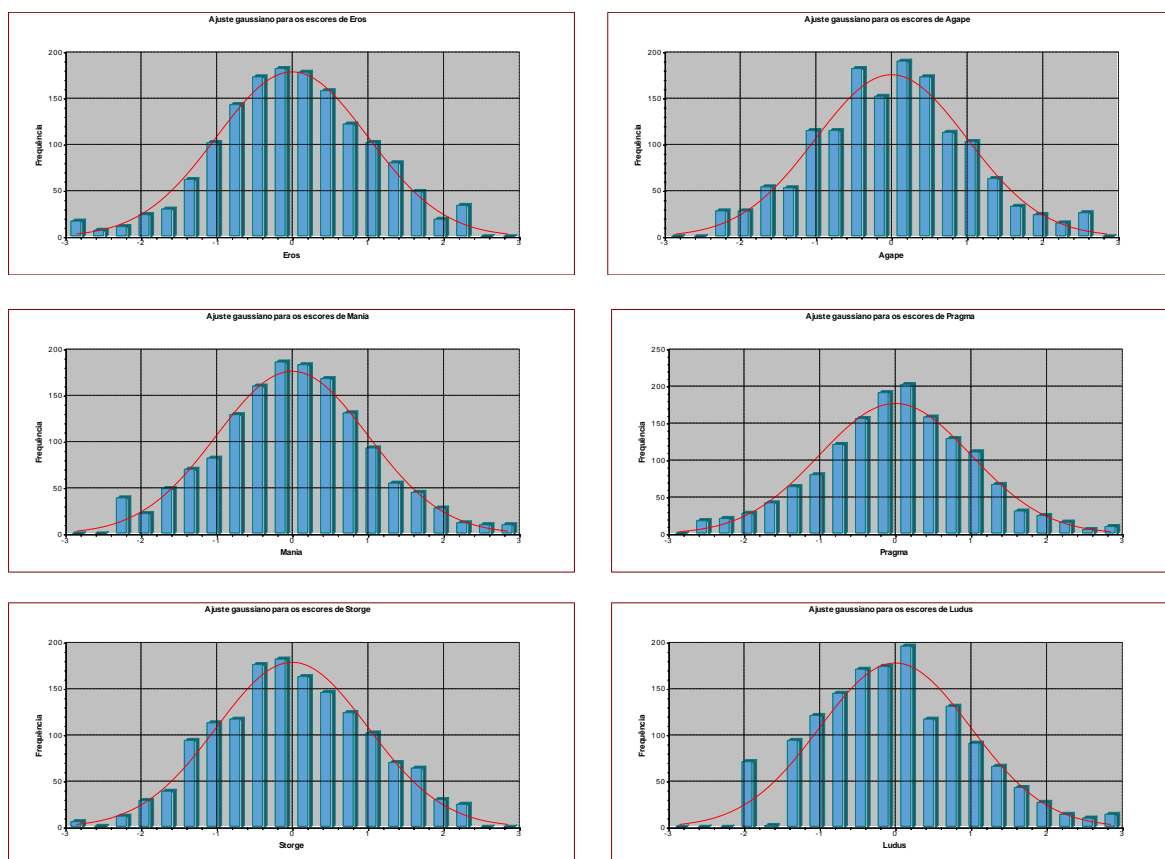 Ajuste gaussiano para os escores de Eros
Frequência
200
150
100
50
0
-3 -2 -1 0 1 2 3
Eros
Ajuste gaussiano para os escores de Agape
Frequência
200
150
100
50
0
-3 -2 -1 0 1 2 3
Agape
Ajuste gaussiano para os escores de Mania
Frequência
200
150
100
50
0
-3 -2 -1 0 1 2 3
Mania
Ajuste gaussiano para os escores de Pragma
Frequência
250
200
150
100
50
0
-3 -2 -1 0 1 2 3
Pragma
Ajuste gaussiano para os escores de Storge
Frequência
200
150
100
50
0
-3 -2 -1 0 1 2 3
Storge
Ajuste gaussiano para os escores de Ludus
Frequência
200
150
100
50
0
-3 -2 -1 0 1 2 3
Ludus